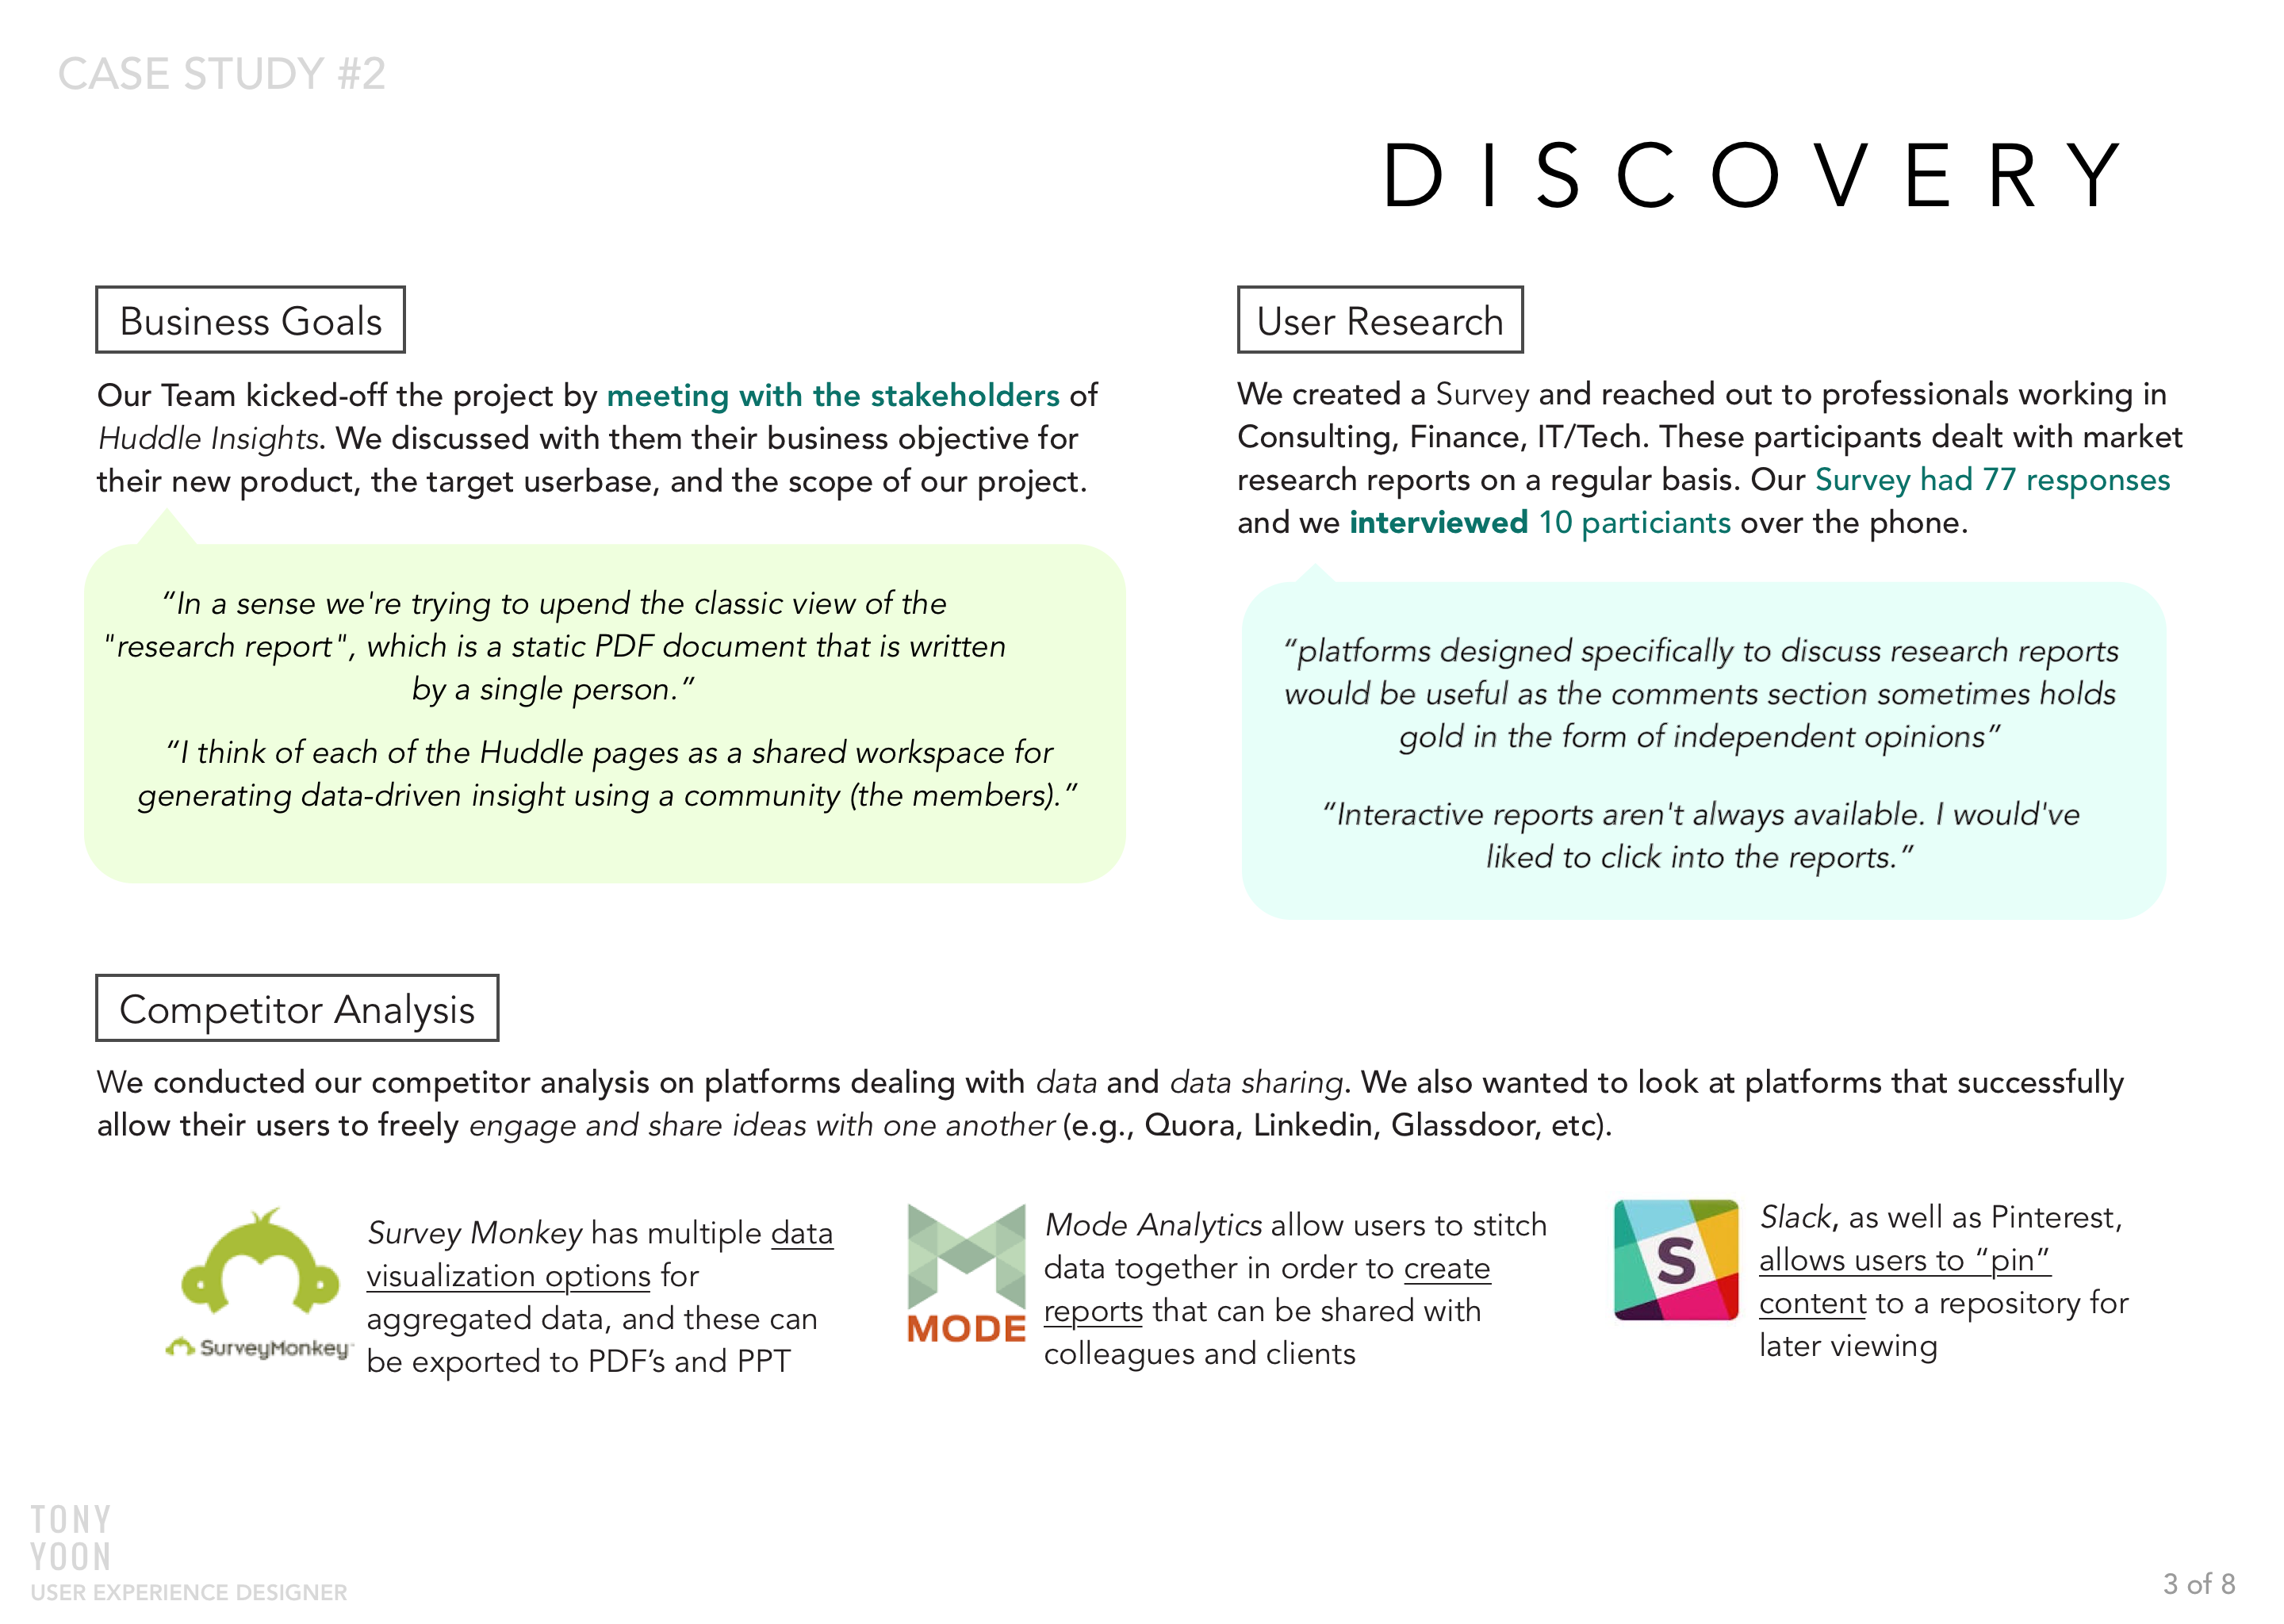 CASE STUDY #2
DISCOVERY
Business Goals
Our Team kicked-off the project by meeting with the stakeholders of
Huddle Insights. We discussed with them their business objective for
their new product, the target userbase, and the scope of our project.
“In a sense we're trying to upend the classic view of the
"research report", which is a static PDF document that is written
by a single person.”
“I think of each of the Huddle pages as a shared workspace for
generating data-driven insight using a community (the members).”
User Research
We created a Survey and reached out to professionals working in
Consulting, Finance, IT/Tech. These participants dealt with market
research reports on a regular basis. Our Survey had 77 responses
and we interviewed 10 particiants over the phone.
“platforms designed specifically to discuss research reports
would be useful as the comments section sometimes holds
gold in the form of independent opinions”
“Interactive reports aren't always available. I would've
liked to click into the reports.”
Competitor Analysis
We conducted our competitor analysis on platforms dealing with data and data sharing. We also wanted to look at platforms that successfully
allow their users to freely engage and share ideas with one another (e.g., Quora, Linkedin, Glassdoor, etc).
SurveyMonkey
Survey Monkey has multiple data
visualization options for
aggregated data, and these can
be exported to PDF’s and PPT
MODE
Mode Analytics allow users to stitch
data together in order to create
reports that can be shared with
colleagues and clients
S
Slack, as well as Pinterest,
allows users to “pin”
content to a repository for
later viewing
TONY
YOON
USER EXPERIENCE DESIGNER
3 of 8